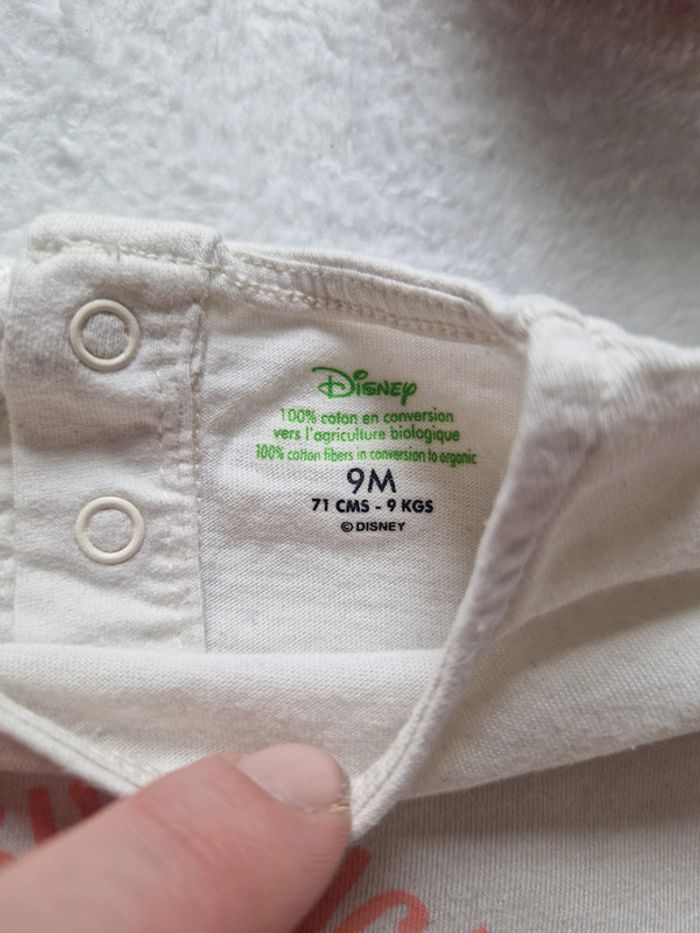 Disney
100% coton en conversion
vers l'agriculture biologique
100% cotton fibers in conversion to organic
9M
71 CMS - 9 KGS
© DISNEY